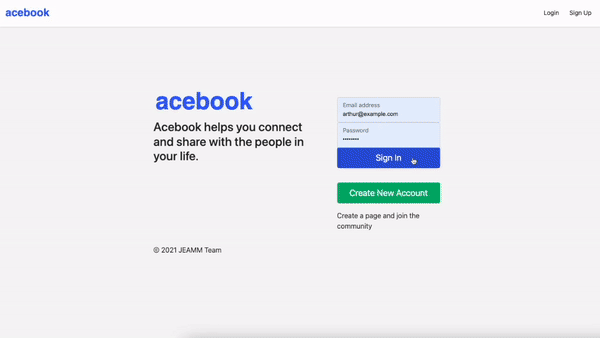 acebook
Login
Sign Up
acebook
Acebook helps you connect
and share with the people in
your life.
Email address
arthur@example.com
Password
••••••••
Sign In
Create New Account
Create a page and join the
community
© 2021 JEAMM Team